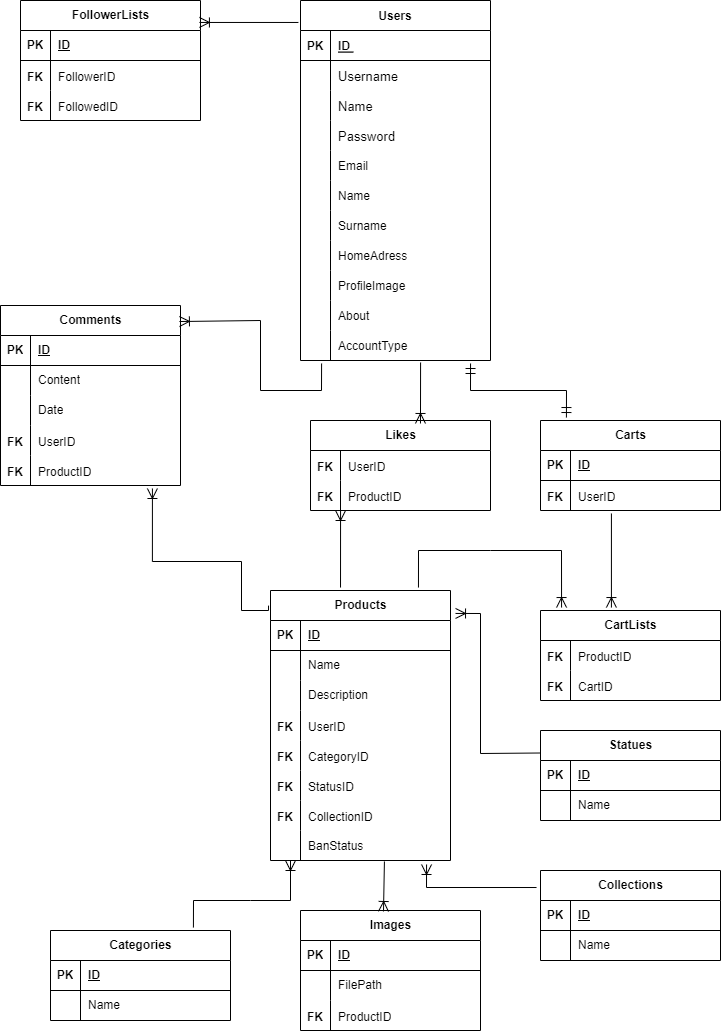 FollowerLists
PK ID
FK FollowerID
FK FollowedID
Users
PK ID
Username
Name
Password
Email
Name
Surname
HomeAdress
ProfileImage
About
AccountType
Comments
PK ID
Content
Date
FK UserID
FK ProductID
Likes
FK UserID
FK ProductID
Carts
PK ID
FK UserID
Products
PK ID
Name
Description
FK UserID
FK CategoryID
FK StatusID
FK CollectionID
BanStatus
CartLists
FK ProductID
FK CartID
Statues
PK ID
Name
Collections
PK ID
Name
Categories
PK ID
Name
Images
PK ID
FilePath
FK ProductID